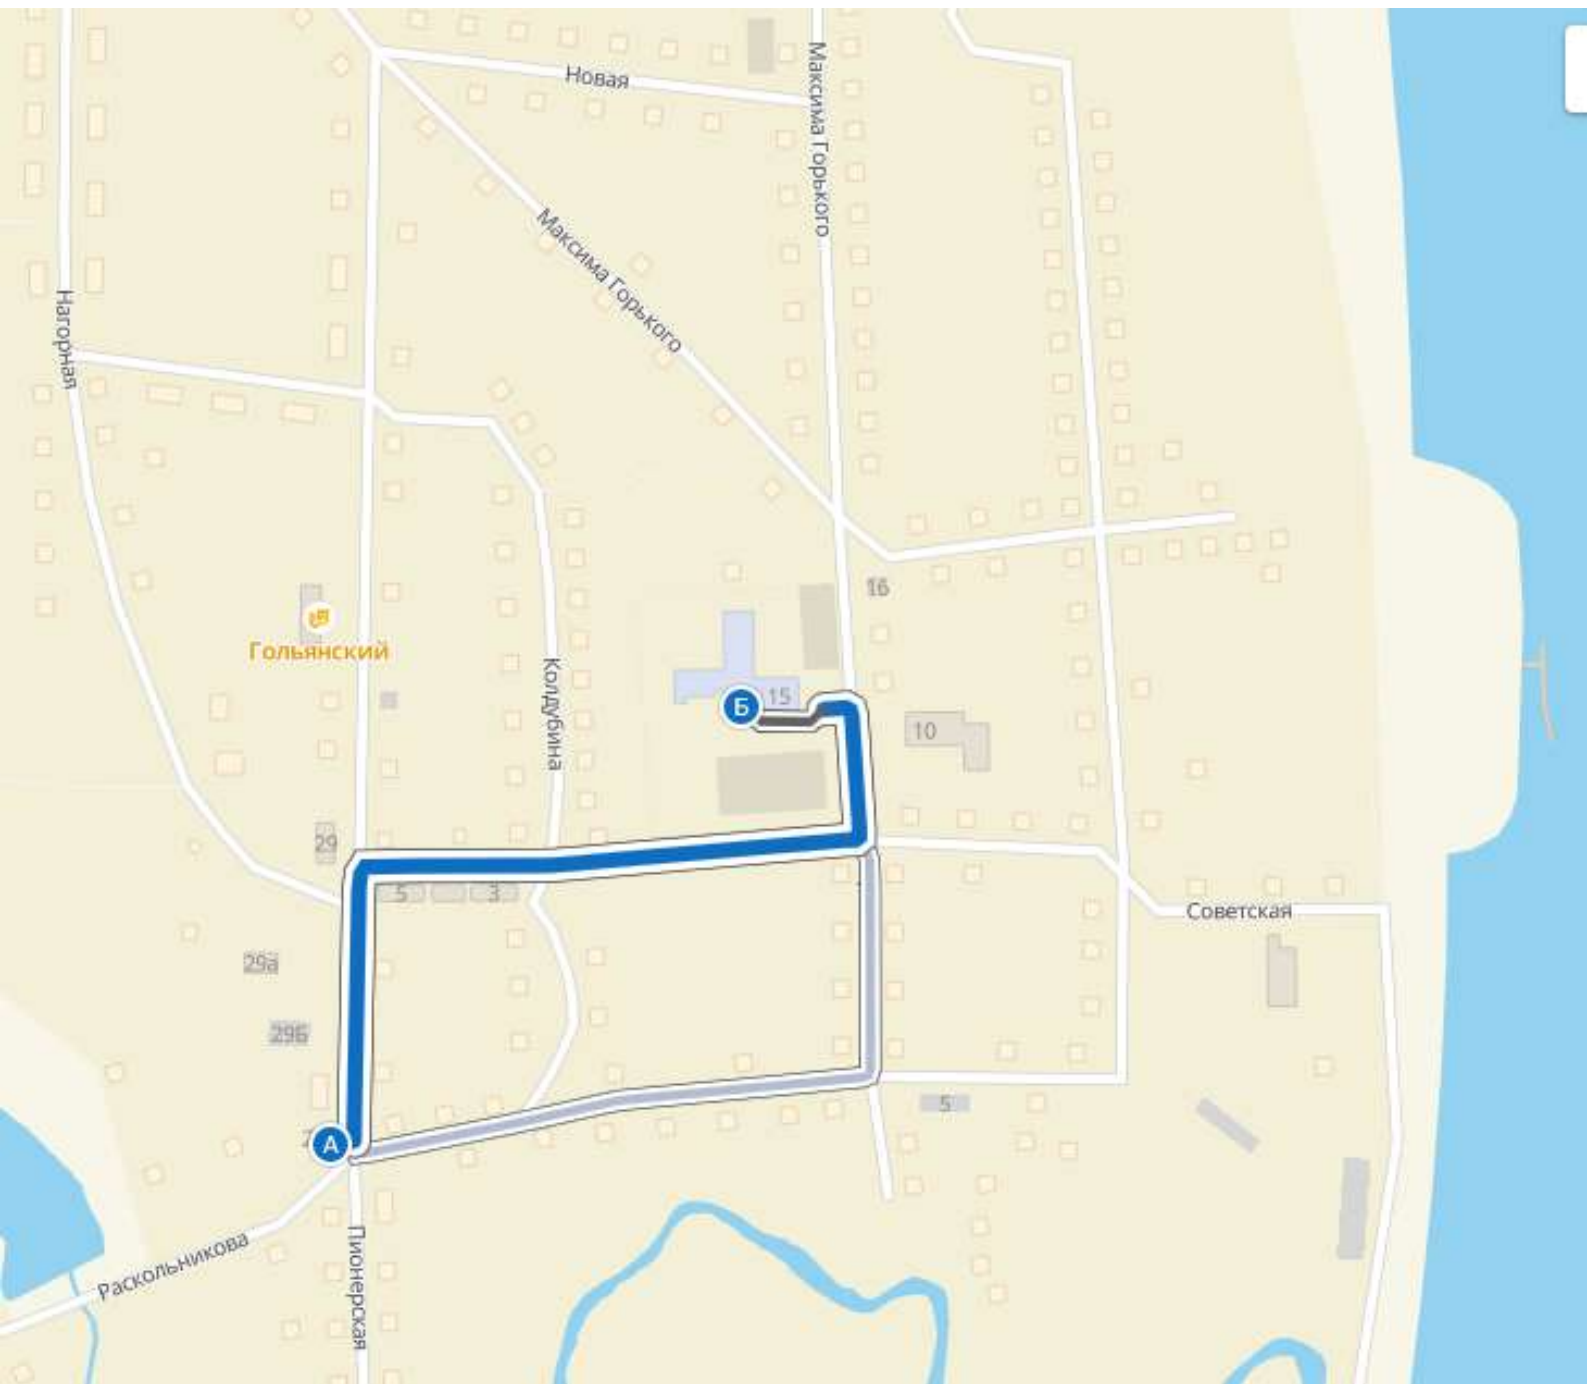 Новая
Максима Горького
Максима Горького
Нагорная
16
Гольянский
Колдубина
15
Б
10
29
5
3
Советская
29а
29Б
5
А
Раскольникова
Пионерская